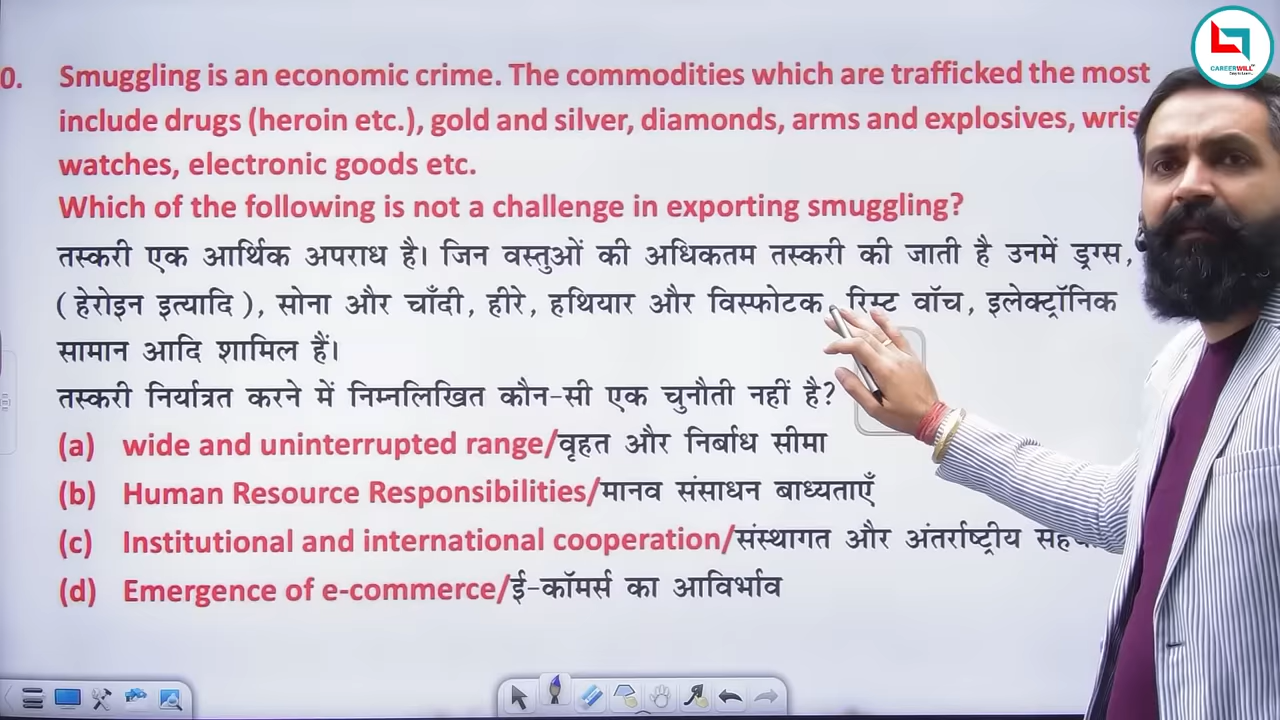 CAREERWILL
0. Smuggling is an economic crime. The commodities which are trafficked the most
include drugs (heroin etc.), gold and silver, diamonds, arms and explosives, wris
watches, electronic goods etc.
Which of the following is not a challenge in exporting smuggling?
तस्करी एक आर्थिक अपराध है। जिन वस्तुओं की अधिकतम तस्करी की जाती है उनमें ड्रग्स,
(हेरोइन इत्यादि), सोना और चाँदी, हीरे, हथियार और विस्फोटक, रिस्ट वॉच, इलेक्ट्रॉनिक
सामान आदि शामिल हैं।
तस्करी निर्यात्रत करने में निम्नलिखित कौन-सी एक चुनौती नहीं है?
(a) wide and uninterrupted range/वृहत और निर्बाध सीमा
(b) Human Resource Responsibilities/मानव संसाधन बाध्यताएँ
(c) Institutional and international cooperation/संस्थागत और अंतर्राष्ट्रीय
(d) Emergence of e-commerce/ई-कॉमर्स का आविर्भाव